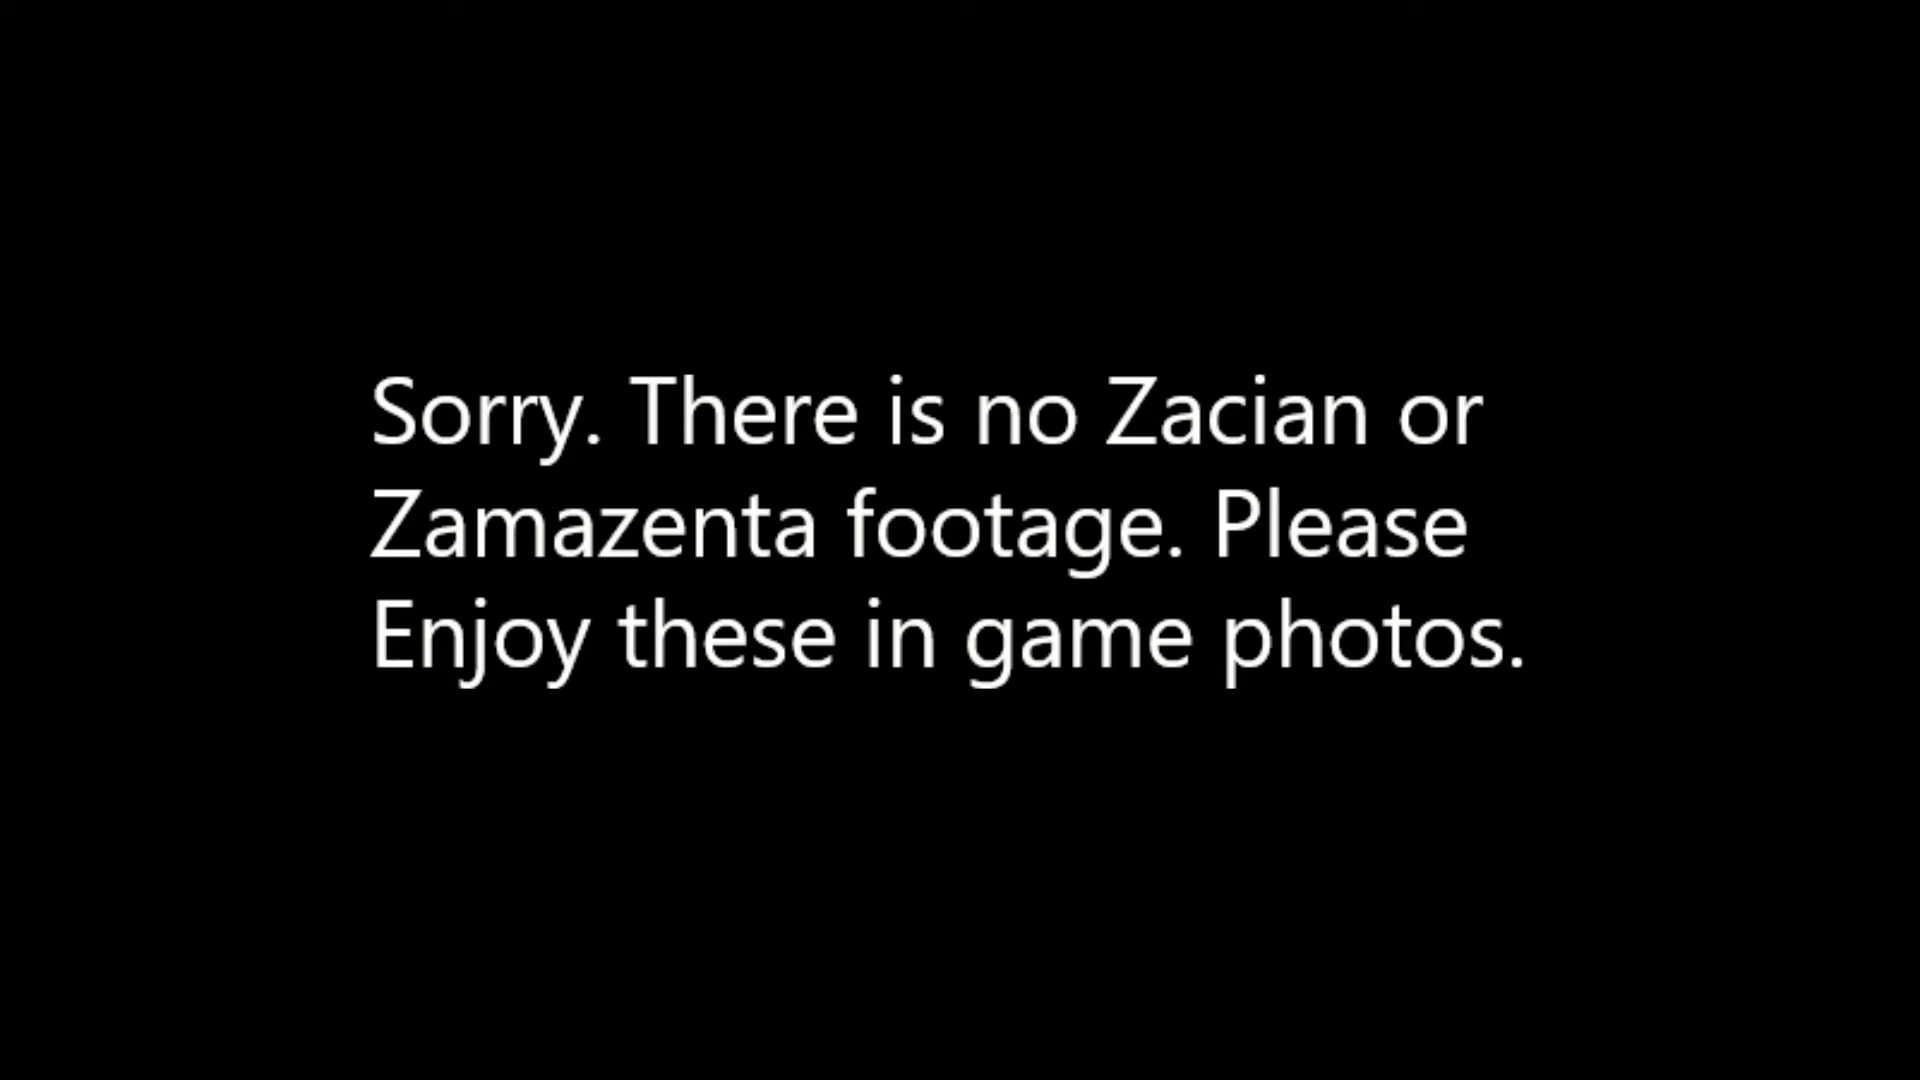 Sorry. There is no Zacian or
Zamazenta footage. Please
Enjoy these in game photos.